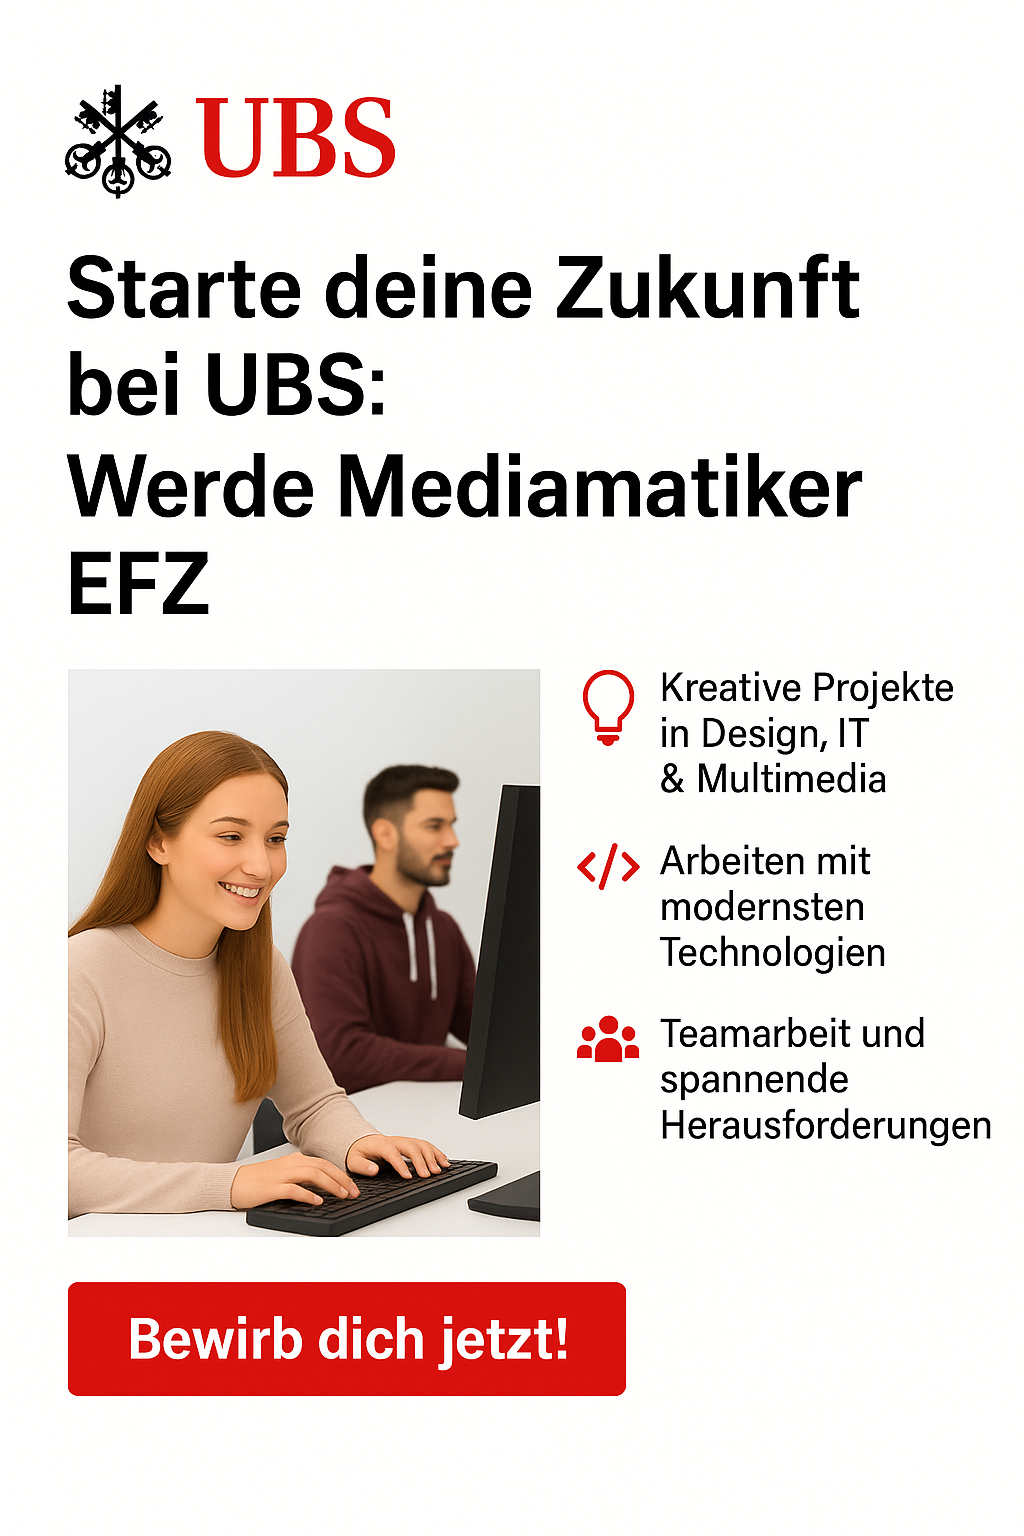 UBS
Starte deine Zukunft
bei UBS:
Werde Mediamatiker
EFZ
Kreative Projekte
in Design, IT
& Multimedia
Arbeiten mit
modernsten
Technologien
Teamarbeit und
spannende
Herausforderungen
Bewirb dich jetzt!